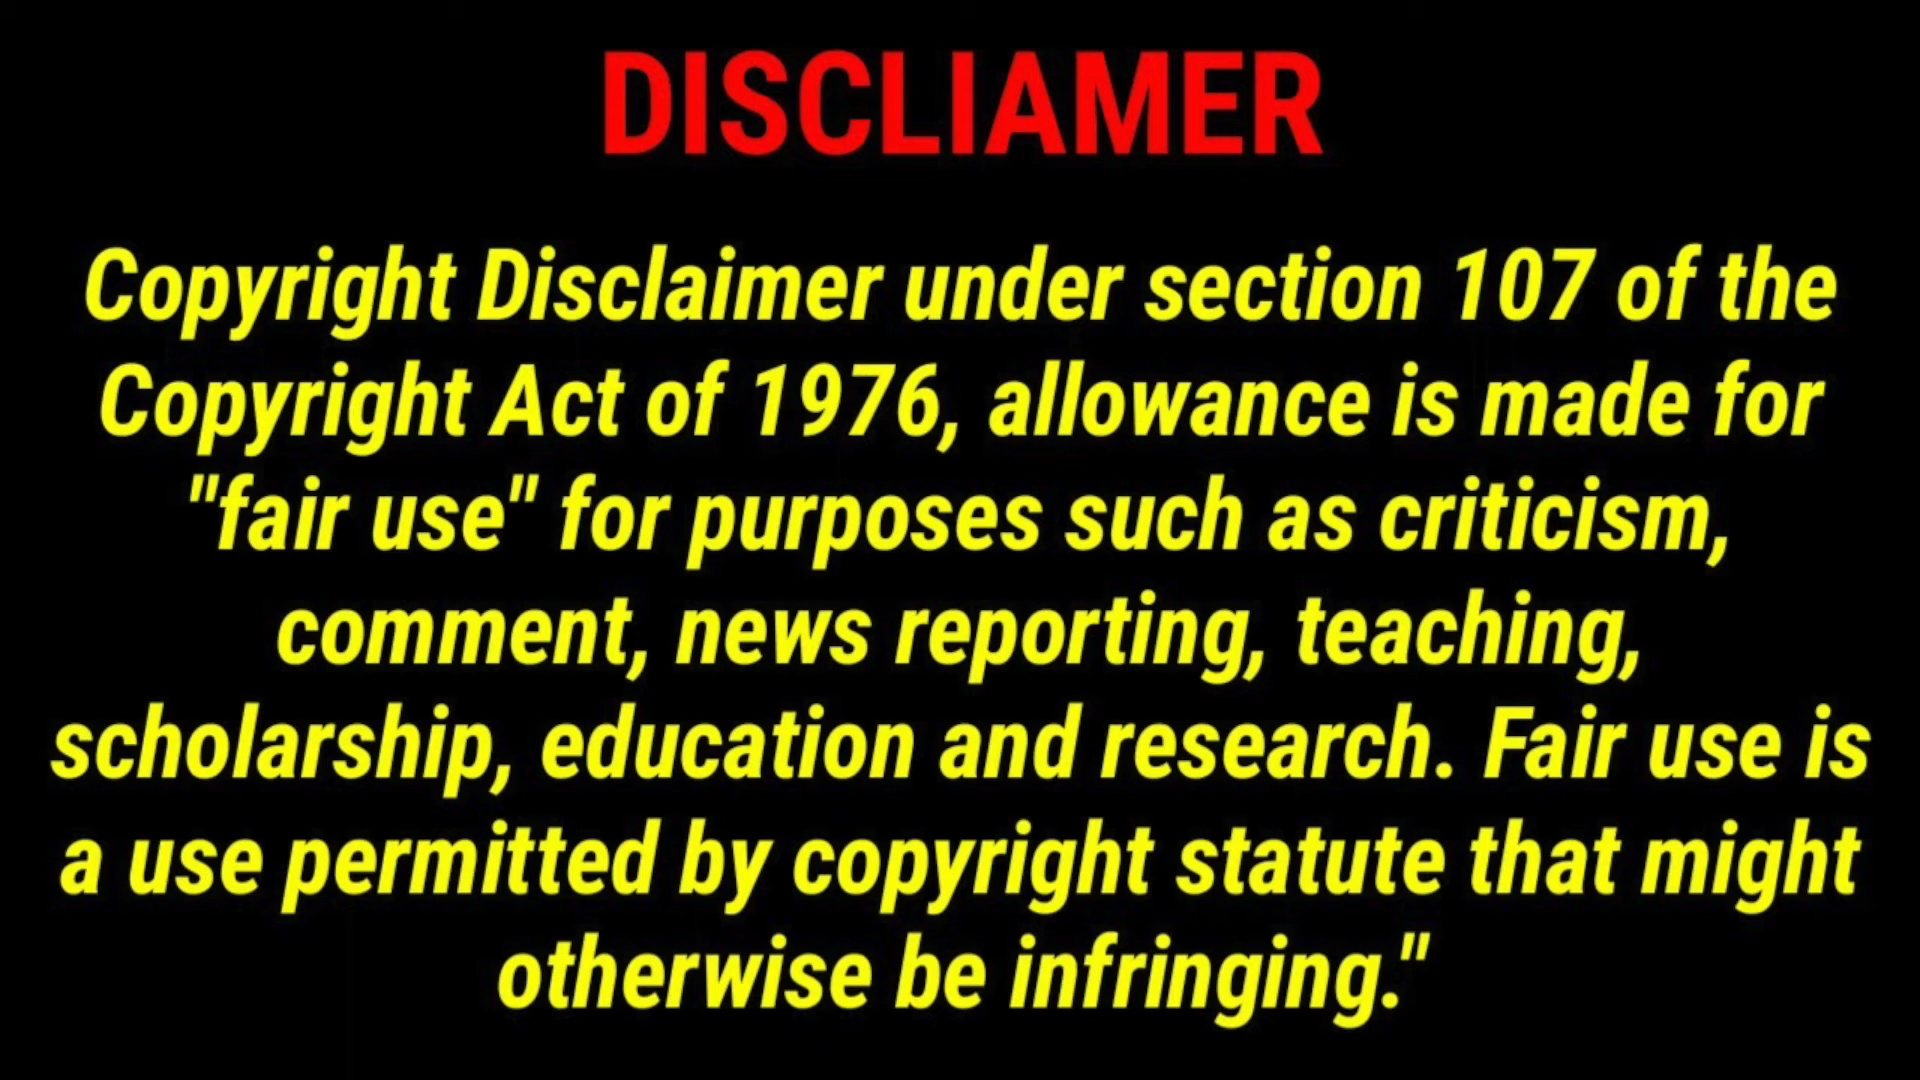 DISCLIAMER
Copyright Disclaimer under section 107 of the
Copyright Act of 1976, allowance is made for
"fair use" for purposes such as criticism,
comment, news reporting, teaching,
scholarship, education and research. Fair use is
a use permitted by copyright statute that might
otherwise be infringing."